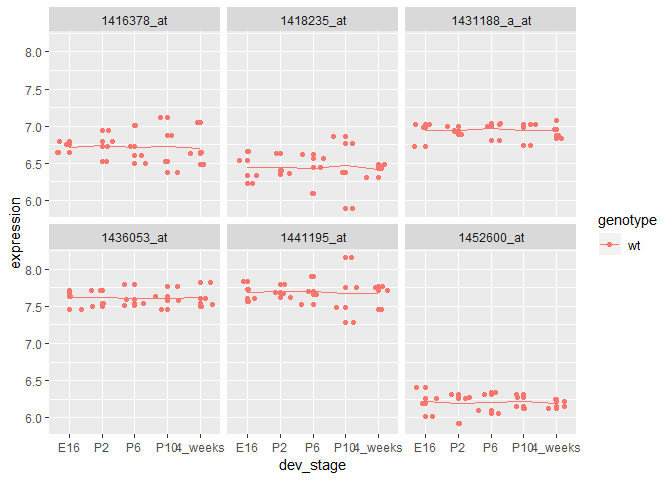 1416378_at 1418235_at 1431188_a_at
8.0
7.5
7.0
6.5
6.0
expression
1436053_at 1441195_at 1452600_at
8.0
7.5
7.0
6.5
6.0
E16 P2 P6 P10 4_weeks E16 P2 P6 P10 4_weeks E16 P2 P6 P10 4_weeks
dev_stage
genotype
wt